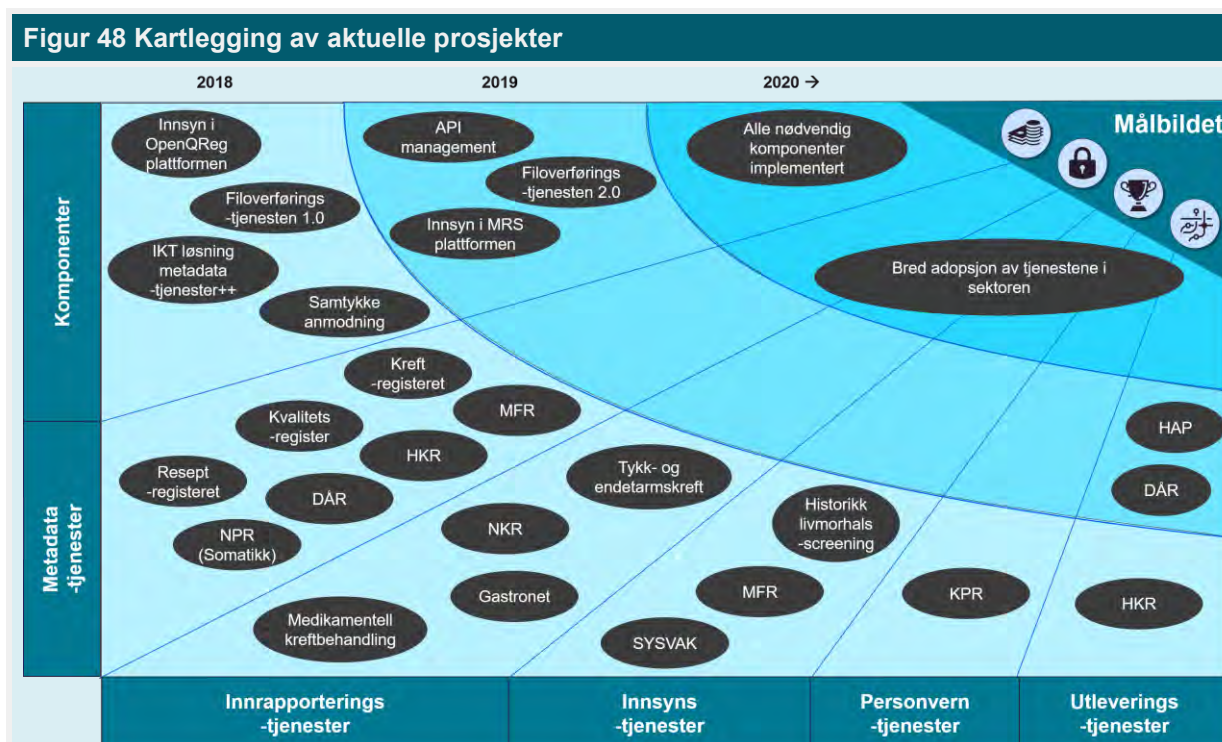 Figur 48 Kartlegging av aktuelle prosjekter
2018
2019
2020 →
Innsyn i
OpenQReg
plattformen
API
management
Alle nødvendig
komponenter
implementert
Målbildet
Filoverførings
-tjenesten 1.0
Filoverførings
-tjenesten 2.0
Innsyn i MRS
plattformen
IKT løsning
metadata
-tjenester++
Bred adopsjon av tjenestene i
sektoren
Samtykke
anmodning
Komponenter
Kreft
-registeret
MFR
Kvalitets
-register
HKR
HAP
Resept
-registeret
DÅR
Tykk- og
endetarmskreft
DÅR
NPR
(Somatikk)
NKR
Historikk
livmorhals
-screening
Metadata
-tjenester
Gastronet
MFR
KPR
HKR
Medikamentell
kreftbehandling
SYSVAK
Innrapporterings
-tjenester
Innsyns
-tjenester
Personvern
-tjenester
Utleverings
-tjenester